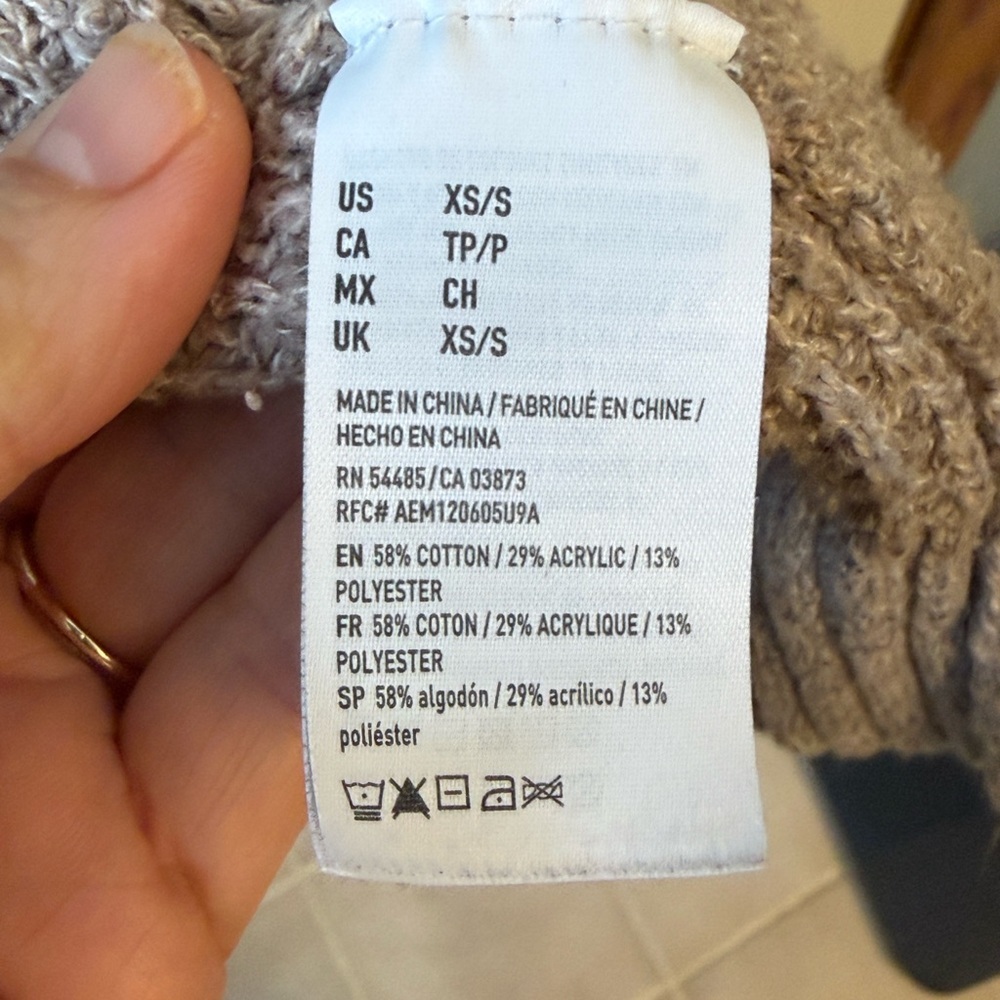 US XS/S
CA TP/P
MX CH
UK XS/S
MADE IN CHINA / FABRIQUÉ EN CHINE /
HECHO EN CHINA
RN 54485/CA 03873
RFC# AEM120605U9A
EN 58% COTTON / 29% ACRYLIC / 13%
POLYESTER
FR 58% COTON / 29% ACRYLIQUE / 13%
POLYESTER
SP 58% algodón / 29% acrílico / 13%
poliéster